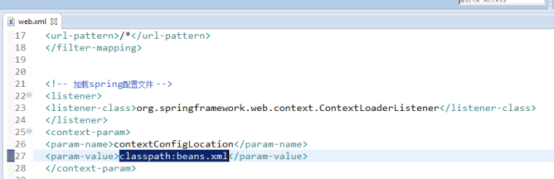 web.xml
17 <url-pattern>/*</url-pattern>
18 </filter-mapping>
19
20
21 <!-- 加载spring配置文件 -->
22 <listener>
23 <listener-class>org.springframework.web.context.ContextLoaderListener</listener-class>
24 </listener>
25 <context-param>
26 <param-name>contextConfigLocation</param-name>
27 <param-value>classpath:beans.xml</param-value>
28 </context-param>